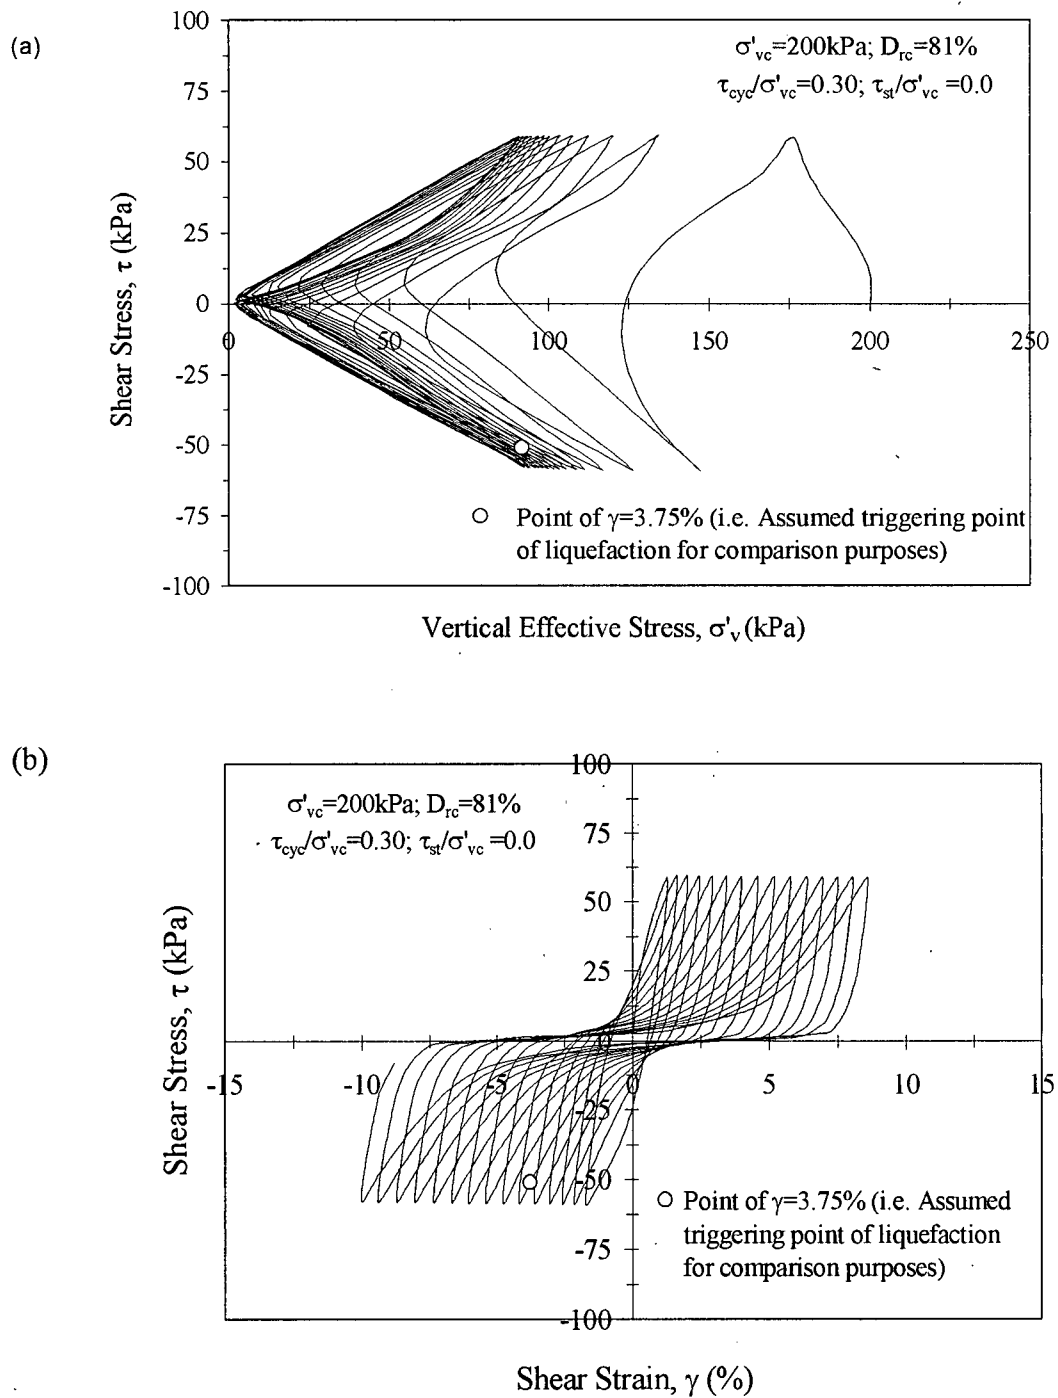 (a)
100
75
50
25
0
-25
-50
-75
-100
0
50
100
150
200
250
σ'vc=200kPa; Drc=81%
τcyc/σ'vc=0.30; τst/σ'vc =0.0
Point of γ=3.75% (i.e. Assumed triggering point
of liquefaction for comparison purposes)
Shear Stress, τ (kPa)
Vertical Effective Stress, σ'v (kPa)
(b)
100
75
50
25
0
-25
-50
-75
-100
-15
-10
-5
0
5
10
15
σ'vc=200kPa; Drc=81%
τcyc/σ'vc=0.30; τst/σ'vc =0.0
Point of γ=3.75% (i.e. Assumed
triggering point of liquefaction
for comparison purposes)
Shear Stress, τ (kPa)
Shear Strain, γ (%)